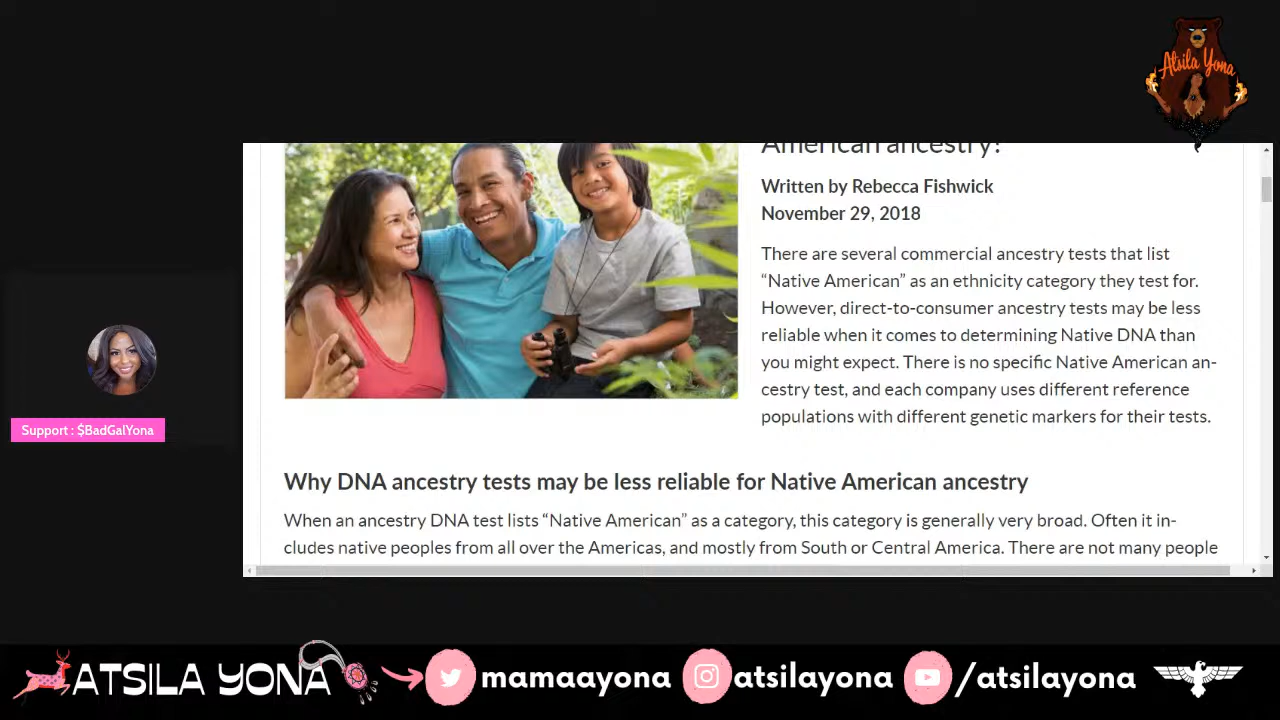 Atsila Yona
American ancestry?
Written by Rebecca Fishwick
November 29, 2018
There are several commercial ancestry tests that list
“Native American” as an ethnicity category they test for.
However, direct-to-consumer ancestry tests may be less
reliable when it comes to determining Native DNA than
you might expect. There is no specific Native American an-
cestry test, and each company uses different reference
populations with different genetic markers for their tests.
Support : $BadGalYona
Why DNA ancestry tests may be less reliable for Native American ancestry
When an ancestry DNA test lists “Native American” as a category, this category is generally very broad. Often it in-
cludes native peoples from all over the Americas, and mostly from South or Central America. There are not many people
ATSILA YONA
mamaayona
atsilayona
/atsilayona